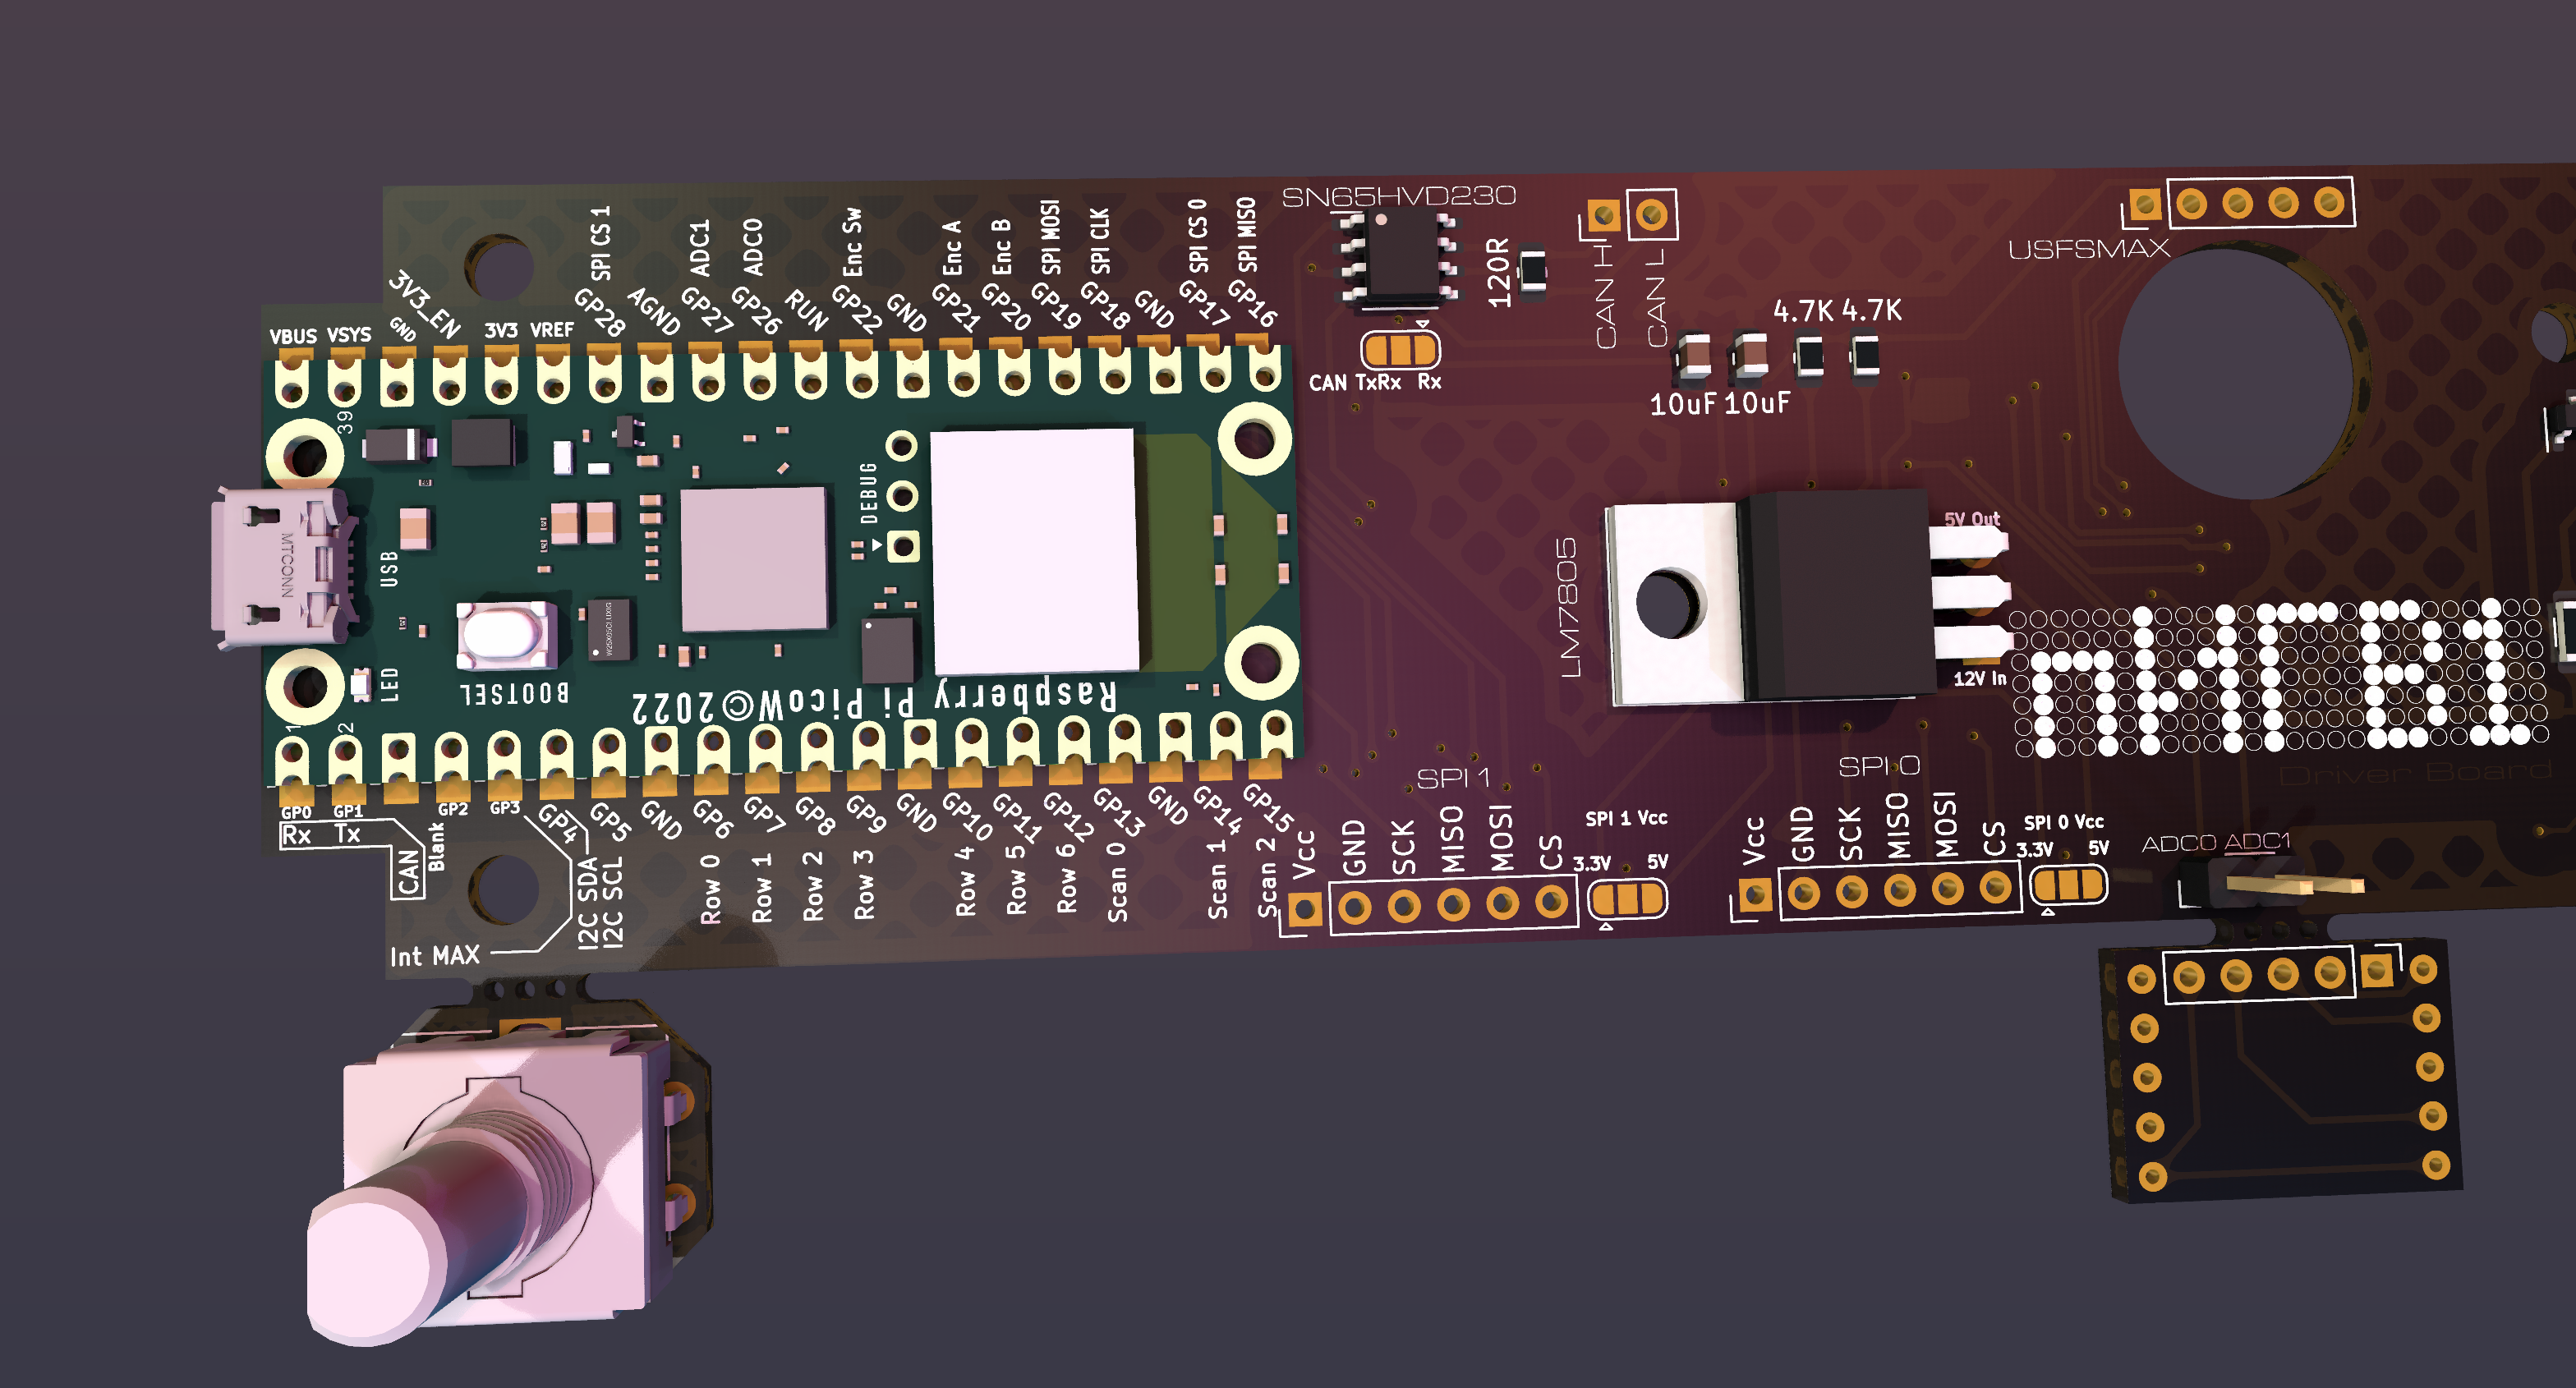 SPI CS 1
ADC1
ADC0
Enc Sw
Enc A
Enc B
SPI MOSI
SPI CLK
SPI CS 0
SPI MISO
VBUS
VSYS
GND
3V3_EN
3V3
VREF
GP28
AGND
GP27
GP26
RUN
GP22
GND
GP21
GP20
GP19
GP18
GND
GP17
GP16
SN65HVD230
120R
CAN TxRx Rx
CAN H
CAN L
USFSMAX
4.7K 4.7K
10uF 10uF
39
DEBUG
MTCONN
USB
LED
BOOTSEL
Raspberry Pi PicoW©2022
1
2
LM7805
5V Out
12V In
Driver Board
GP0
GP1
GP2
GP3
GP4
GP5
GND
GP6
GP7
GP8
GP9
GND
GP10
GP11
GP12
GP13
GND
GP14
GP15
Rx
Tx
CAN
Blank
Int MAX
I2C SDA
I2C SCL
Row 0
Row 1
Row 2
Row 3
Row 4
Row 5
Row 6
Scan 0
Scan 1
Scan 2
SPI 1
Vcc
GND
SCK
MISO
MOSI
CS
SPI 1 Vcc
3.3V 5V
SPI 0
Vcc
GND
SCK
MISO
MOSI
CS
SPI 0 Vcc
3.3V 5V
ADC0 ADC1